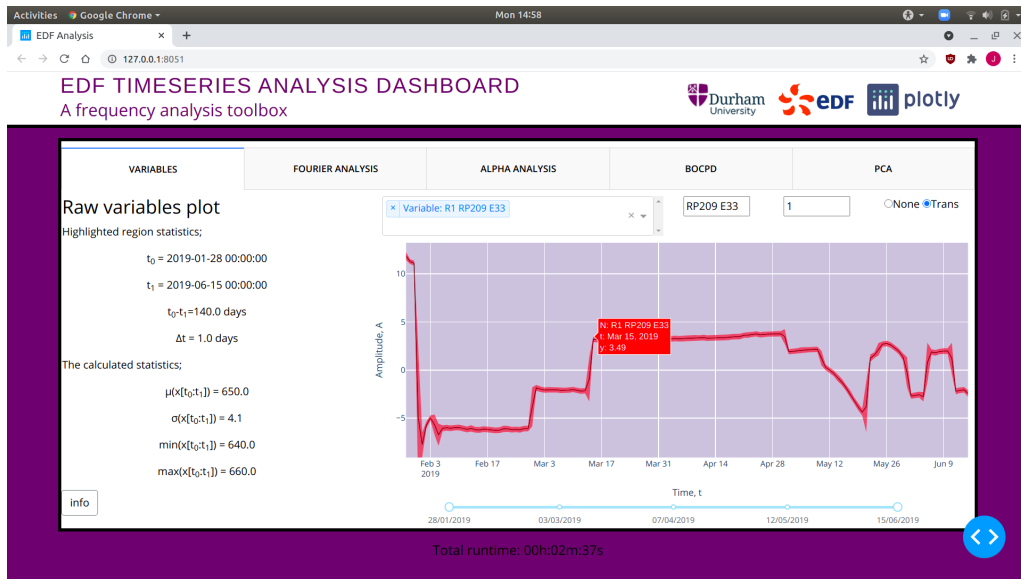 Activities Google Chrome Mon 14:58
EDF Analysis
127.0.0.1:8051
EDF TIMESERIES ANALYSIS DASHBOARD
A frequency analysis toolbox
Durham University
EDF
plotly
VARIABLES FOURIER ANALYSIS ALPHA ANALYSIS BOCPD PCA
Raw variables plot
× Variable: R1 RP209 E33
RP209 E33
1
None Trans
Highlighted region statistics;
t₀ = 2019-01-28 00:00:00
t₁ = 2019-06-15 00:00:00
t₀-t₁=140.0 days
Δt = 1.0 days
The calculated statistics;
μ(x[t₀:t₁]) = 650.0
σ(x[t₀:t₁]) = 4.1
min(x[t₀:t₁]) = 640.0
max(x[t₀:t₁]) = 660.0
info
Amplitude, A
10
5
0
−5
N: R1 RP209 E33
t: Mar 15, 2019
y: 3.49
Feb 3 Feb 17 Mar 3 Mar 17 Mar 31 Apr 14 Apr 28 May 12 May 26 Jun 9
2019
Time, t
28/01/2019 03/03/2019 07/04/2019 12/05/2019 15/06/2019
Total runtime: 00h:02m:37s